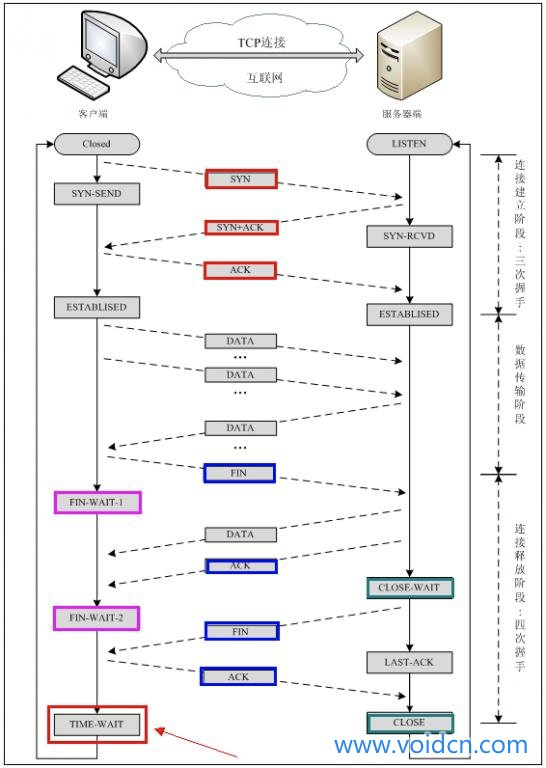 TCP连接
互联网
客户端
服务器端
Closed
LISTEN
SYN
SYN-SEND
SYN+ACK
SYN-RCVD
ACK
ESTABLISED
ESTABLISED
连接建立阶段：三次握手
DATA
...
DATA
...
DATA
...
数据传输阶段
FIN
FIN-WAIT-1
DATA
ACK
CLOSE-WAIT
FIN-WAIT-2
FIN
LAST-ACK
ACK
TIME-WAIT
CLOSE
连接释放阶段：四次握手
www.voidcn.com